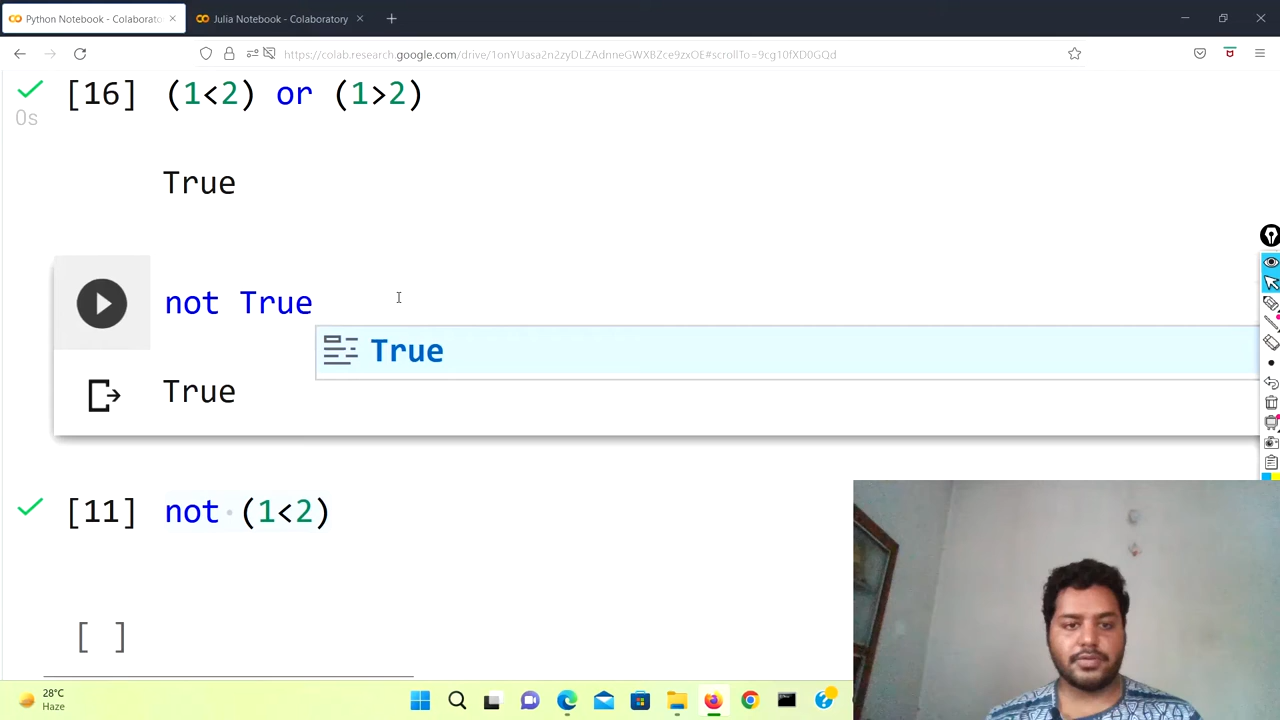 Python Notebook - Colaborato
Julia Notebook - Colaboratory
https://colab.research.google.com/drive/1onYUasa2n2zyDLZAdnneGWXBZce9zxOE#scrollTo=9cg10fXD0GQd
[16] (1<2) or (1>2)
0s
True
not True
True
True
[11] not (1<2)
[ ]
28°C
Haze